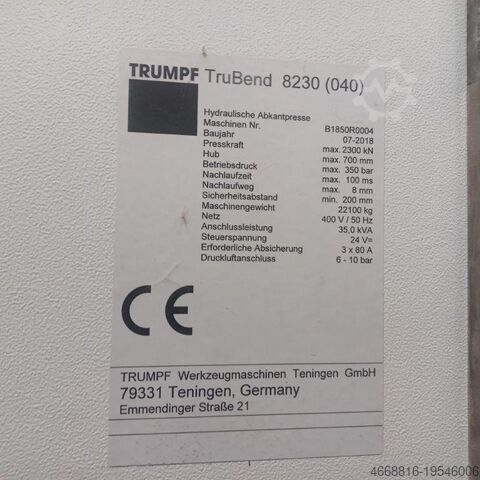 TRUMPF TruBend 8230 (040)
Hydraulische Abkantpresse
Maschinen Nr. B1850R0004
Baujahr 07-2018
Presskraft max. 2300 kN
Hub max. 700 mm
Betriebsdruck max. 350 bar
Nachlaufzeit max. 100 ms
Nachlaufweg max. 8 mm
Sicherheitsabstand min. 200 mm
Maschinengewicht 22100 kg
Netz 400 V / 50 Hz
Anschlussleistung 35,0 kVA
Steuerspannung 24 V=
Erforderliche Absicherung 3 x 80 A
Druckluftanschluss 6 - 10 bar
CE
TRUMPF Werkzeugmaschinen Teningen GmbH
79331 Teningen, Germany
Emmendinger Straße 21
4668816-19546006